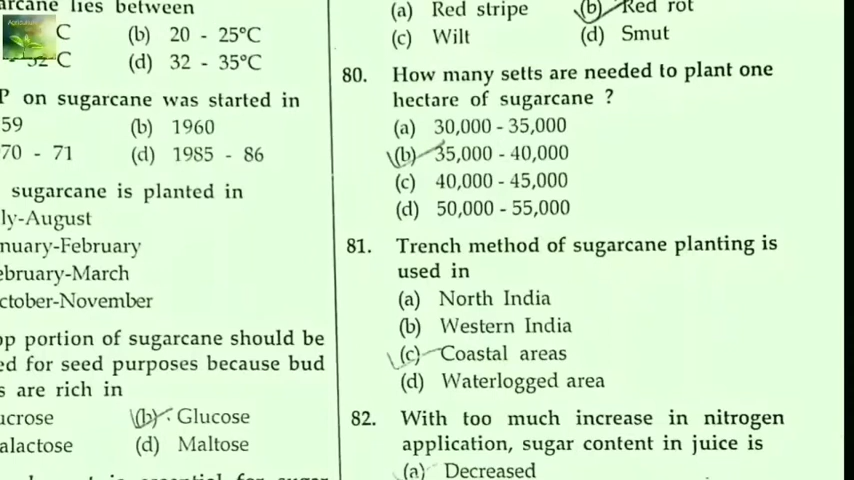 arcane lies between
C (b) 20 - 25°C
- 32°C (d) 32 - 35°C
P on sugarcane was started in
59 (b) 1960
70 - 71 (d) 1985 - 86
sugarcane is planted in
ly-August
nuary-February
ebruary-March
ctober-November
op portion of sugarcane should be
ed for seed purposes because bud
s are rich in
ucrose (b) Glucose
alactose (d) Maltose
(a) Red stripe (b) Red rot
(c) Wilt (d) Smut
80. How many setts are needed to plant one
hectare of sugarcane ?
(a) 30,000 - 35,000
(b) 35,000 - 40,000
(c) 40,000 - 45,000
(d) 50,000 - 55,000
81. Trench method of sugarcane planting is
used in
(a) North India
(b) Western India
(c) Coastal areas
(d) Waterlogged area
82. With too much increase in nitrogen
application, sugar content in juice is
(a) Decreased